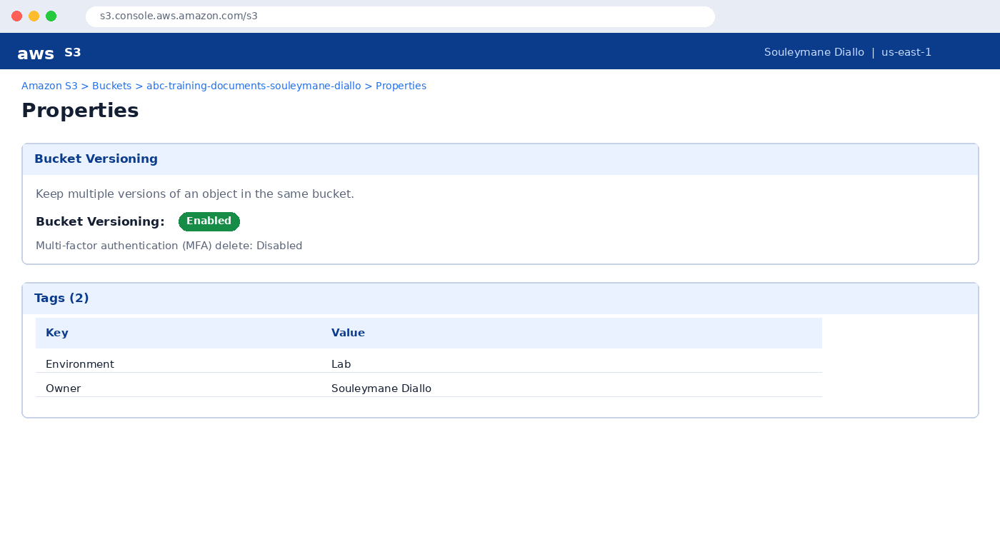 s3.console.aws.amazon.com/s3
aws S3 Souleymane Diallo | us-east-1
Amazon S3 > Buckets > abc-training-documents-souleymane-diallo > Properties
Properties
Bucket Versioning
Keep multiple versions of an object in the same bucket.
Bucket Versioning: Enabled
Multi-factor authentication (MFA) delete: Disabled
Tags (2)
Key Value
Environment Lab
Owner Souleymane Diallo